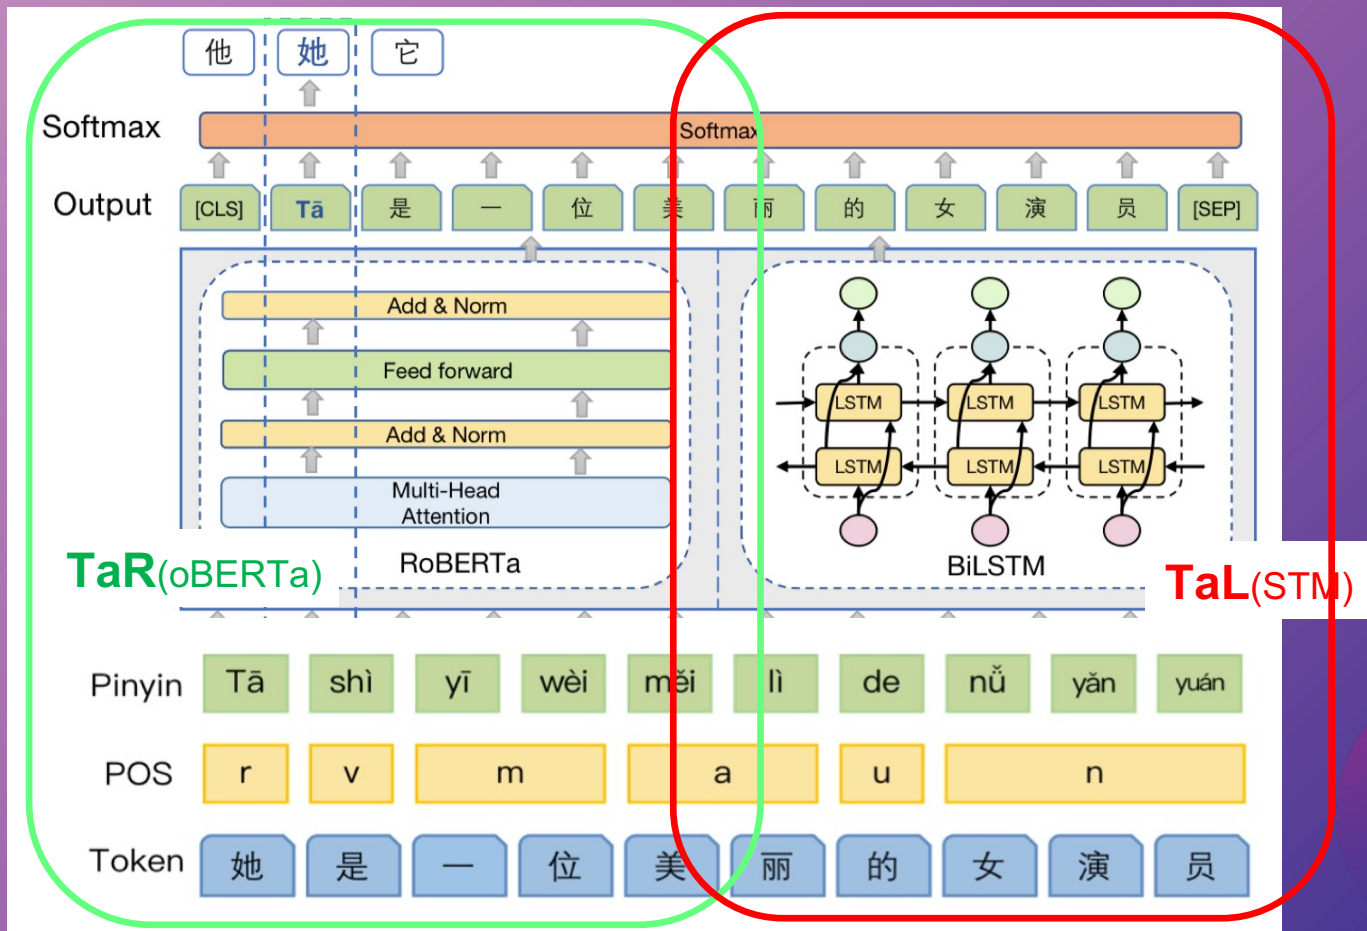 他 她 它
Softmax Softmax
Output [CLS] Tā 是 一 位 美 丽 的 女 演 员 [SEP]
Add & Norm
Feed forward
Add & Norm
Multi-Head
Attention
RoBERTa
LSTM LSTM LSTM
LSTM LSTM LSTM
BiLSTM
TaR(oBERTa)
TaL(STM)
Pinyin Tā shì yī wèi měi lì de nǚ yǎn yuán
POS r v m a u n
Token 她 是 一 位 美 丽 的 女 演 员